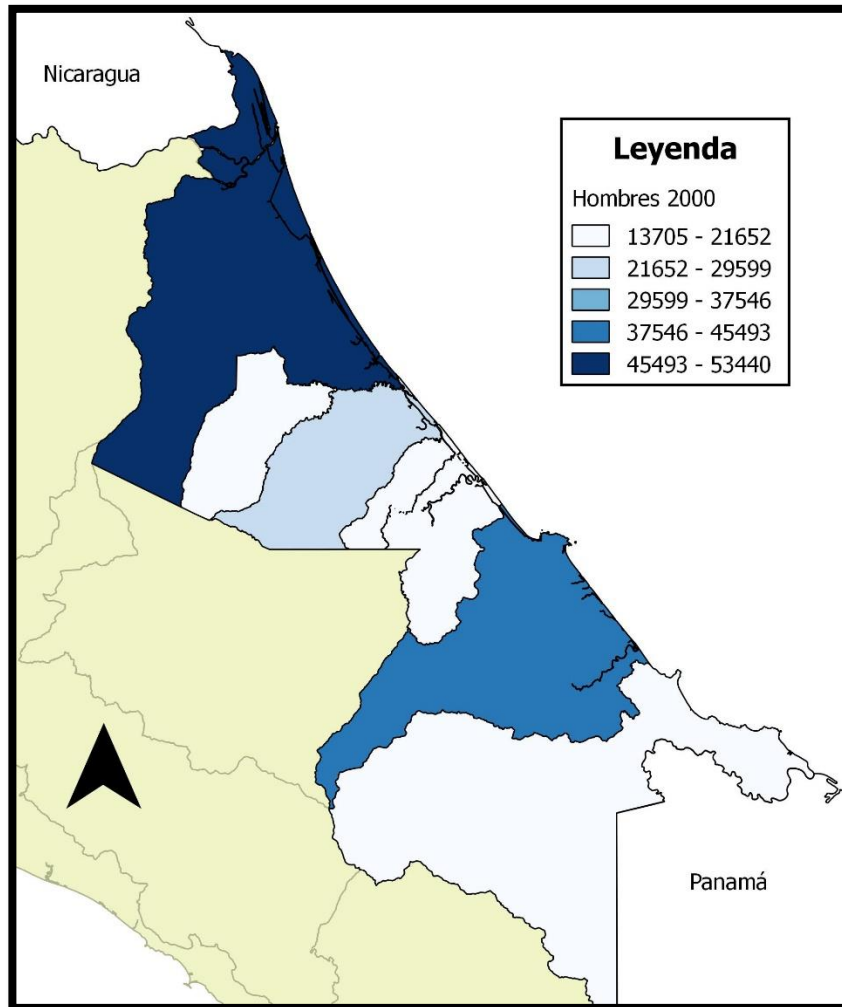 Nicaragua
Leyenda
Hombres 2000
13705 - 21652
21652 - 29599
29599 - 37546
37546 - 45493
45493 - 53440
Panamá